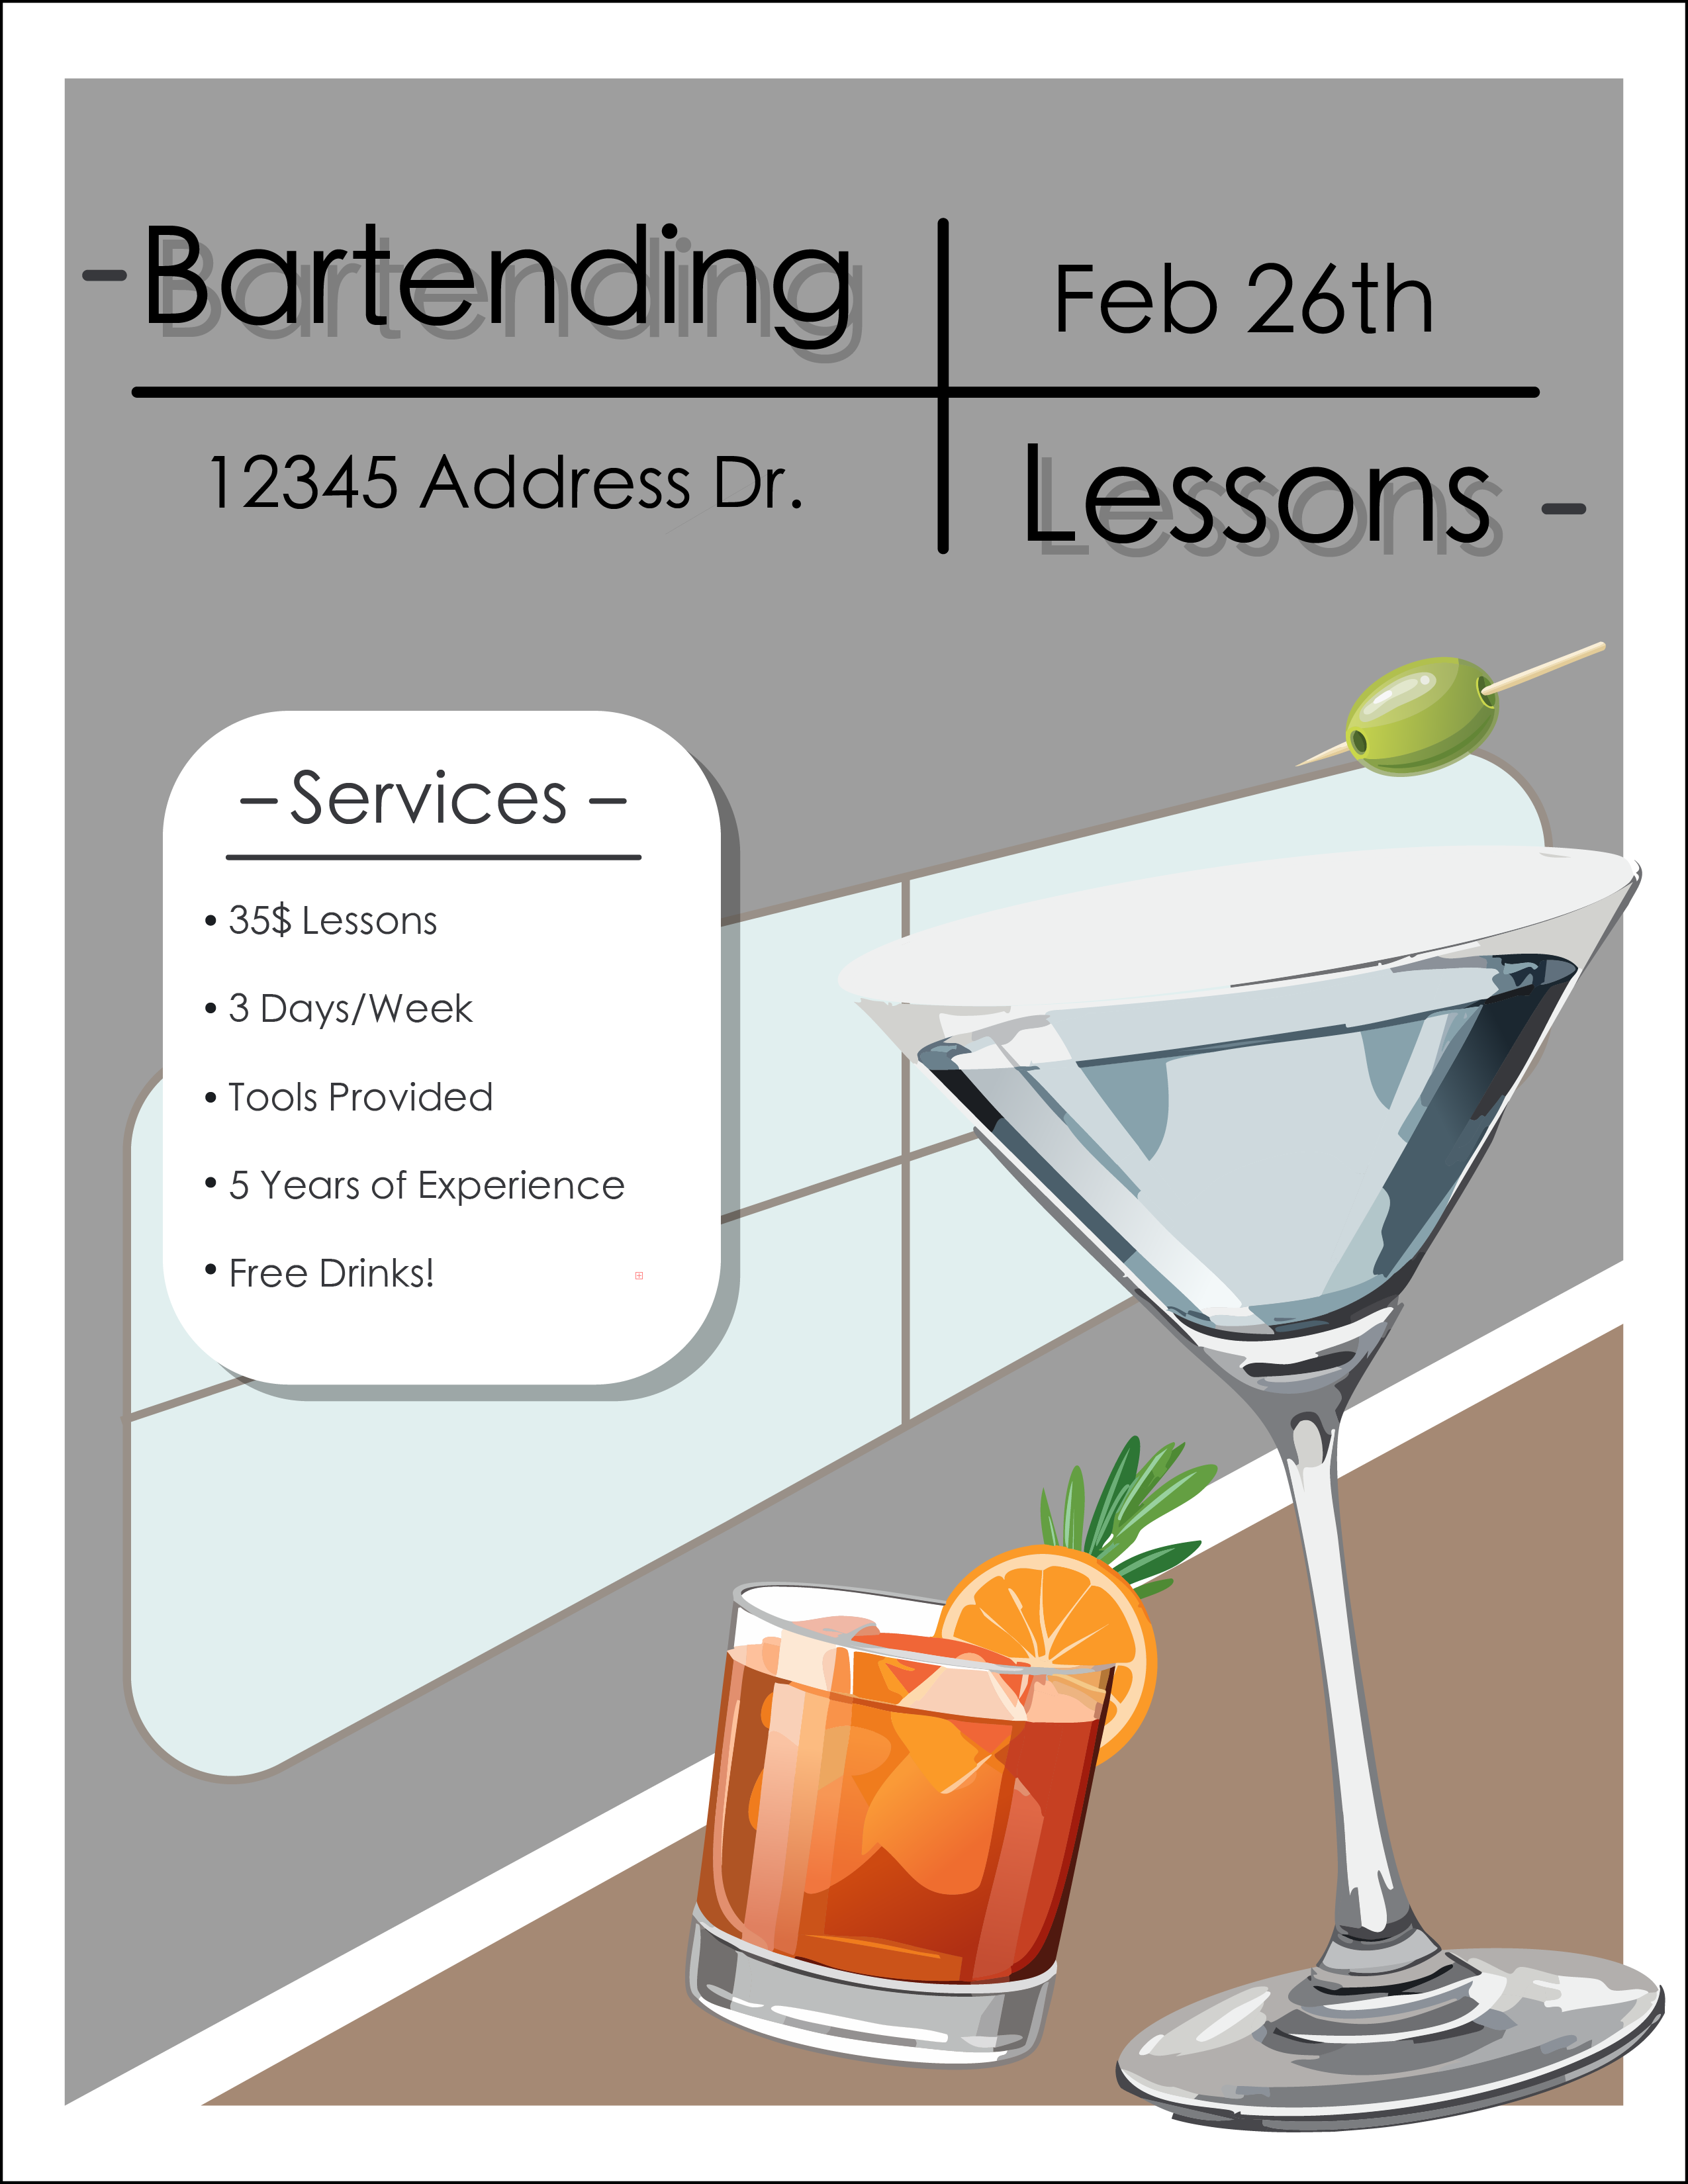 -Bartending
Feb 26th
12345 Address Dr.
Lessons -
– Services –
• 35$ Lessons
• 3 Days/Week
• Tools Provided
• 5 Years of Experience
• Free Drinks!